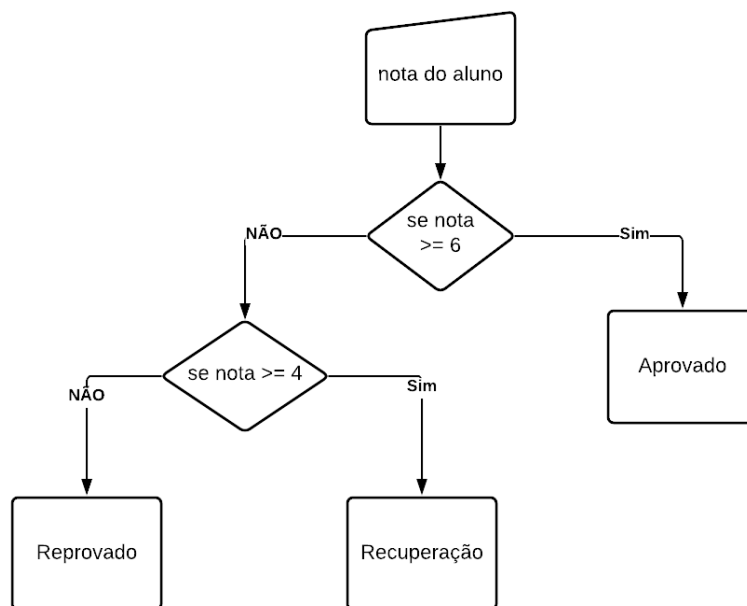 nota do aluno
se nota
>= 6
NÃO
Sim
Aprovado
se nota >= 4
NÃO
Sim
Reprovado
Recuperação